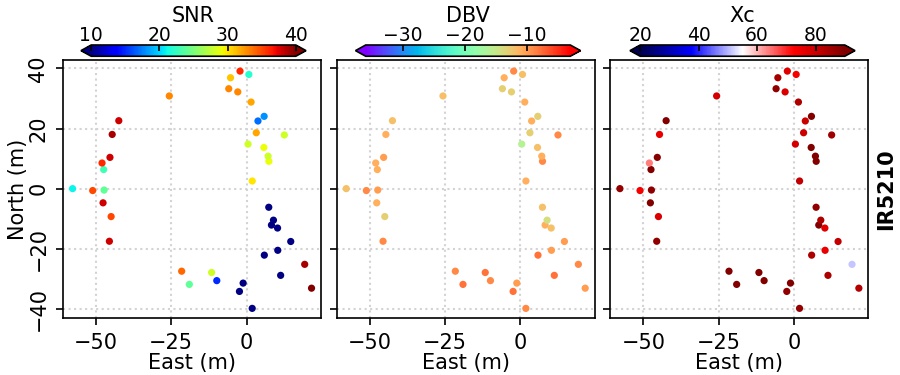 SNR DBV Xc
10 20 30 40 −30 −20 −10 20 40 60 80
40
20
0
−20
−40
North (m)
−50 −25 0 −50 −25 0 −50 −25 0
East (m) East (m) East (m)
IR5210